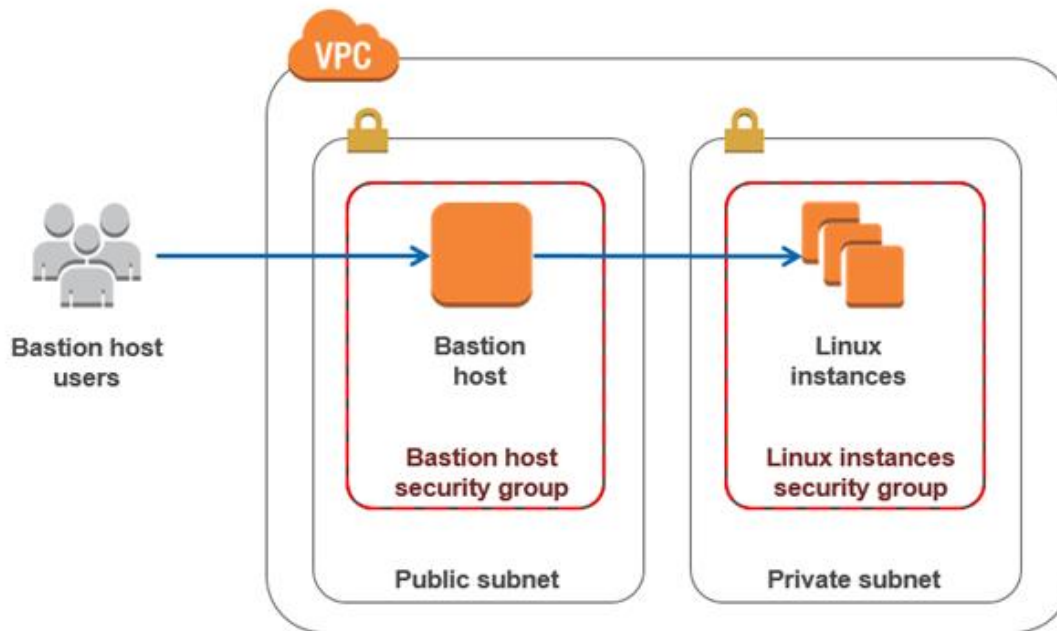 VPC
Bastion host
users
Bastion
host
Linux
instances
Bastion host
security group
Linux instances
security group
Public subnet
Private subnet